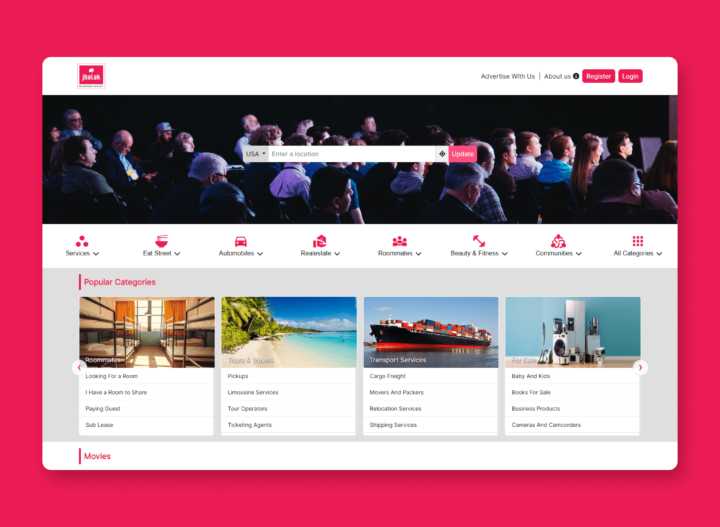 jhalak
Advertise With Us | About us Register Login
USA Enter a location Update
Services Eat Street Automobiles Realestate Roommates Beauty & Fitness Communities All Categories
Popular Categories
Roommates Tours & Travels Transport Services For Sale
Looking For a Room Pickups Cargo Freight Baby And Kids
I Have a Room to Share Limousine Services Movers And Packers Books For Sale
Paying Guest Tour Operators Relocation Services Business Products
Sub Lease Ticketing Agents Shipping Services Cameras And Camcorders
Movies